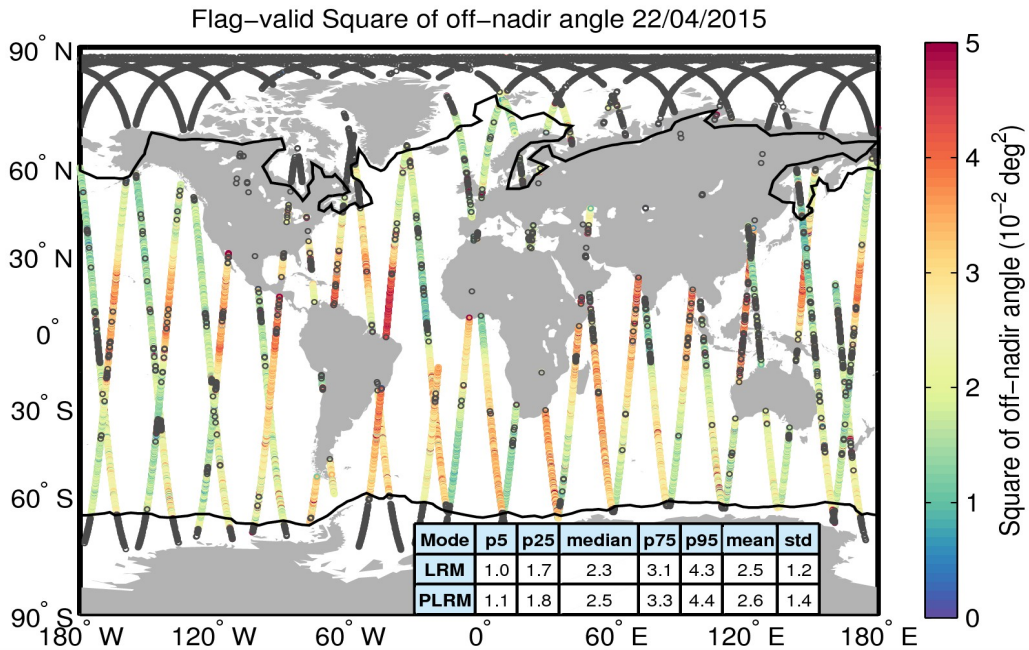 Flag−valid Square of off−nadir angle 22/04/2015
90° N
60° N
30° N
0°
30° S
60° S
90° S
180° W
120° W
60° W
0°
60° E
120° E
180° E
Mode p5 p25 median p75 p95 mean std
LRM 1.0 1.7 2.3 3.1 4.3 2.5 1.2
PLRM 1.1 1.8 2.5 3.3 4.4 2.6 1.4
5
4
3
2
1
0
Square of off−nadir angle (10⁻² deg²)